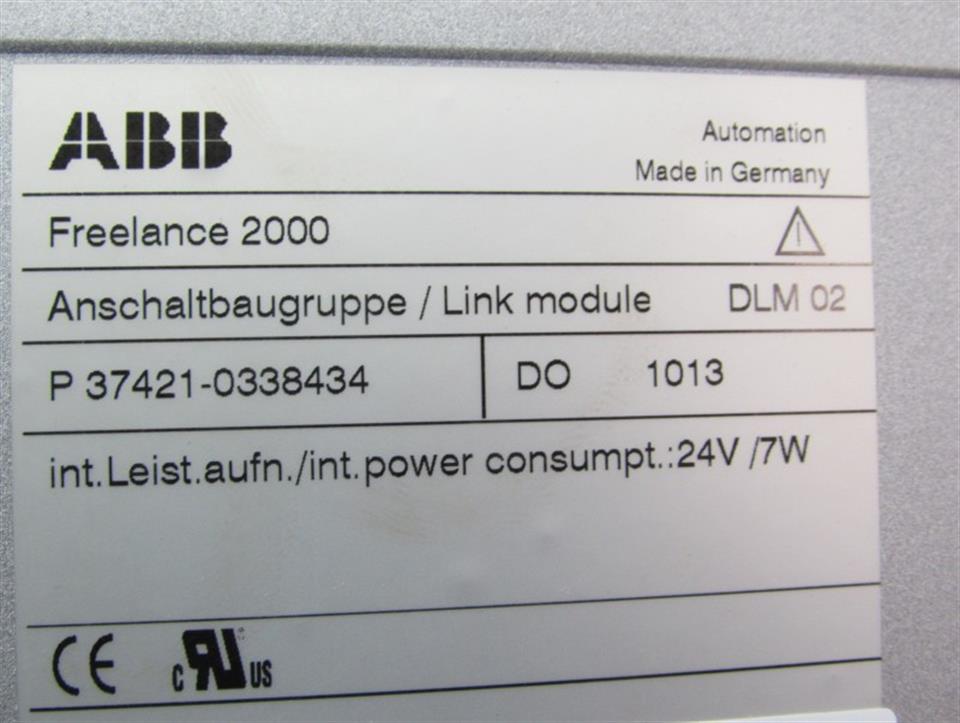 ABB
Automation
Made in Germany
Freelance 2000
Anschaltbaugruppe / Link module DLM 02
P 37421-0338434 DO 1013
int.Leist.aufn./int.power consumpt.:24V /7W
CE c RU US